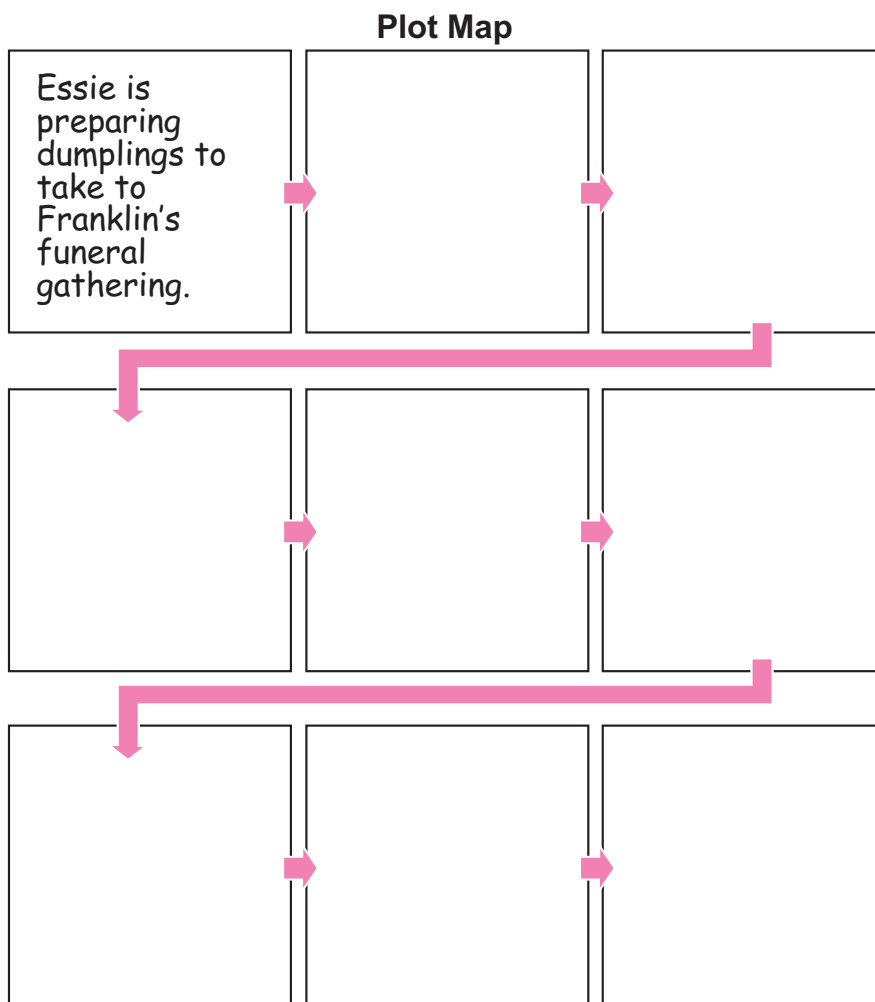 Plot Map
Essie is
preparing
dumplings to
take to
Franklin's
funeral
gathering.